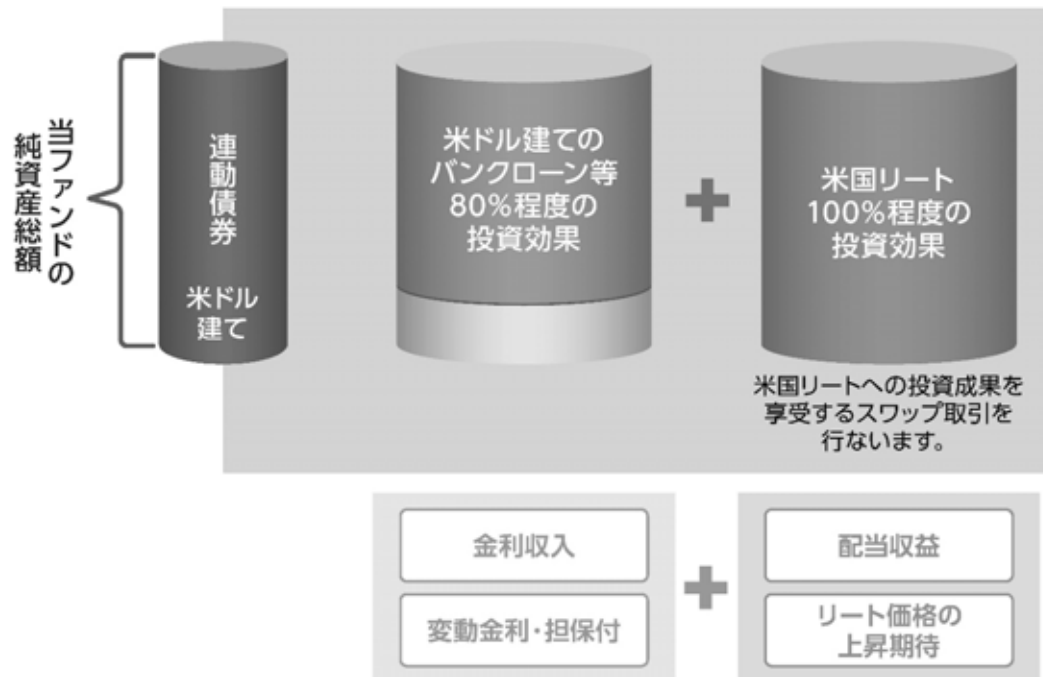 当ファンドの
純資産総額
連動債券
米ドル
建て
米ドル建ての
バンクローン等
80%程度の
投資効果
+
米国リート
100%程度の
投資効果
米国リートへの投資成果を
享受するスワップ取引を
行ないます。
金利収入
変動金利・担保付
+
配当収益
リート価格の
上昇期待